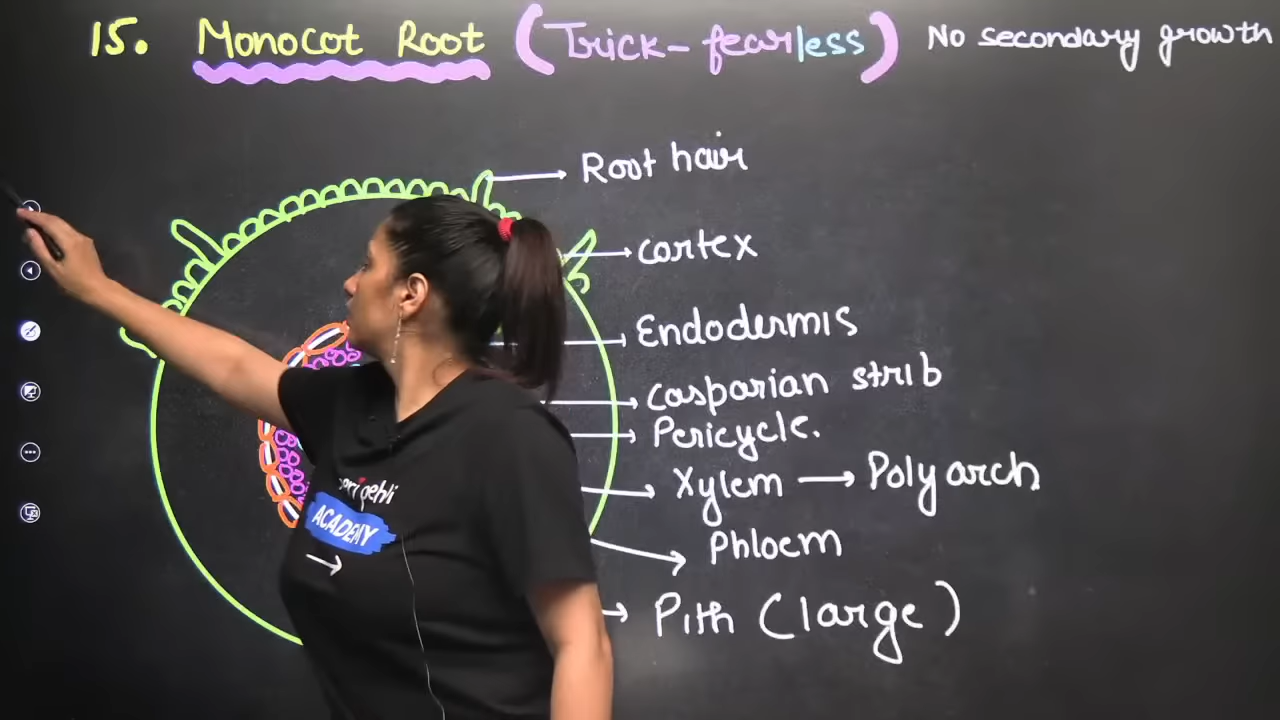 15. Monocot Root (Trick-fearless) No secondary growth
Root hair
cortex
Endodermis
casparian strib
Pericycle.
Xylem → Polyarch
Phloem
Pith (large)
ACADEMY